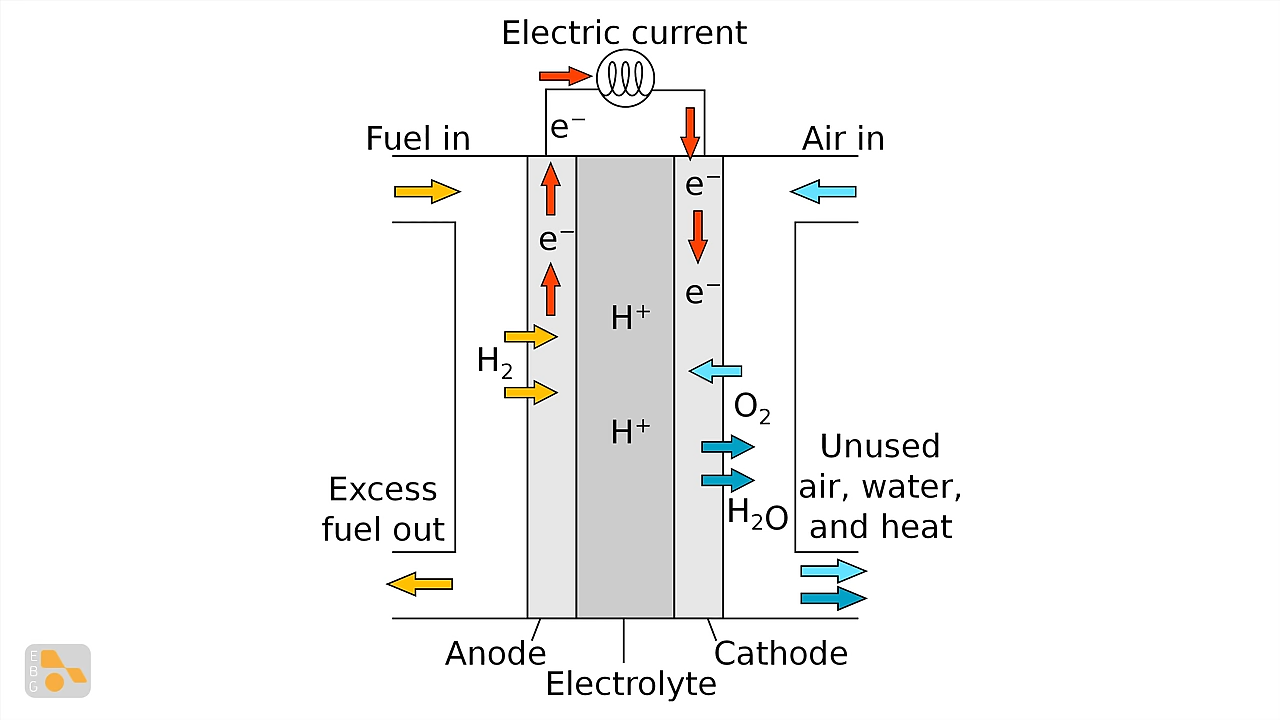 Electric current
e⁻
Fuel in
Air in
e⁻
e⁻
e⁻
H⁺
H₂
O₂
H⁺
Unused
air, water,
and heat
Excess
fuel out
H₂O
Anode
Cathode
Electrolyte
E
B
G